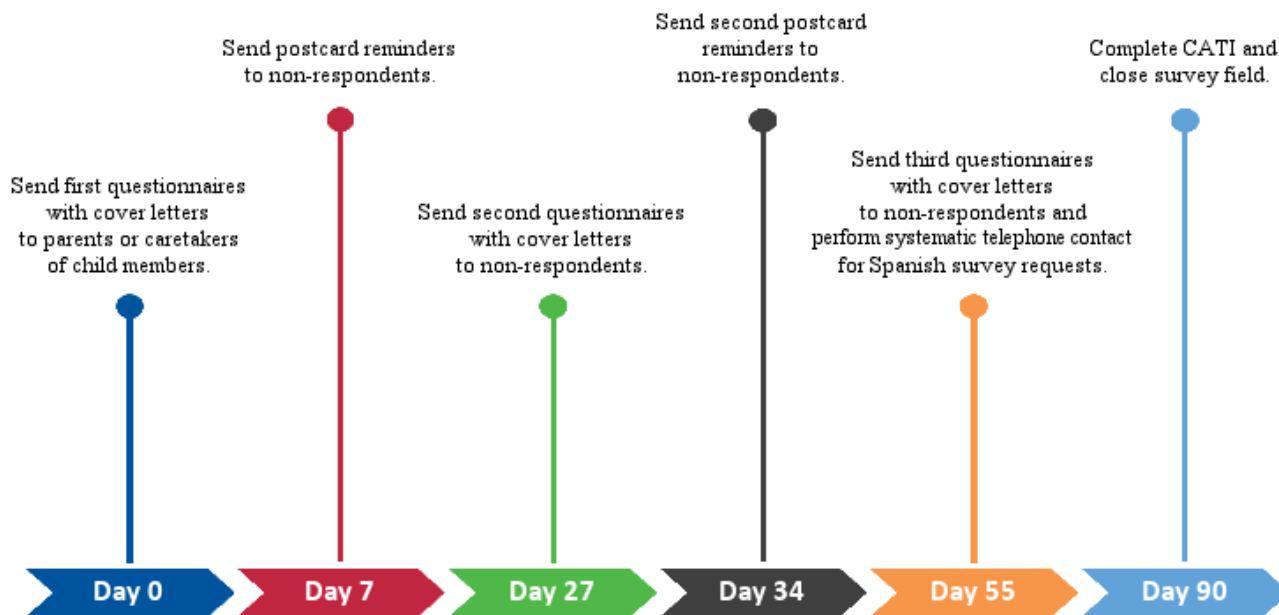 Send first questionnaires
with cover letters
to parents or caretakers
of child members.
Send postcard reminders
to non-respondents.
Send second questionnaires
with cover letters
to non-respondents.
Send second postcard
reminders to
non-respondents.
Send third questionnaires
with cover letters
to non-respondents and
perform systematic telephone contact
for Spanish survey requests.
Complete CATI and
close survey field.
Day 0
Day 7
Day 27
Day 34
Day 55
Day 90